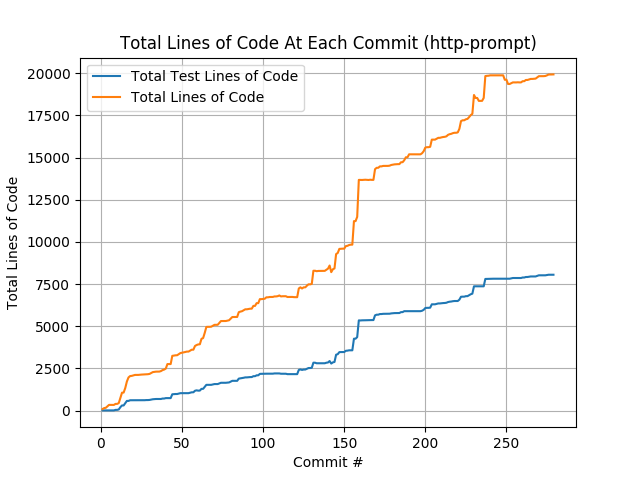 Total Lines of Code At Each Commit (http-prompt)
Total Test Lines of Code
Total Lines of Code
20000
17500
15000
12500
10000
7500
5000
2500
0
Total Lines of Code
0 50 100 150 200 250
Commit #